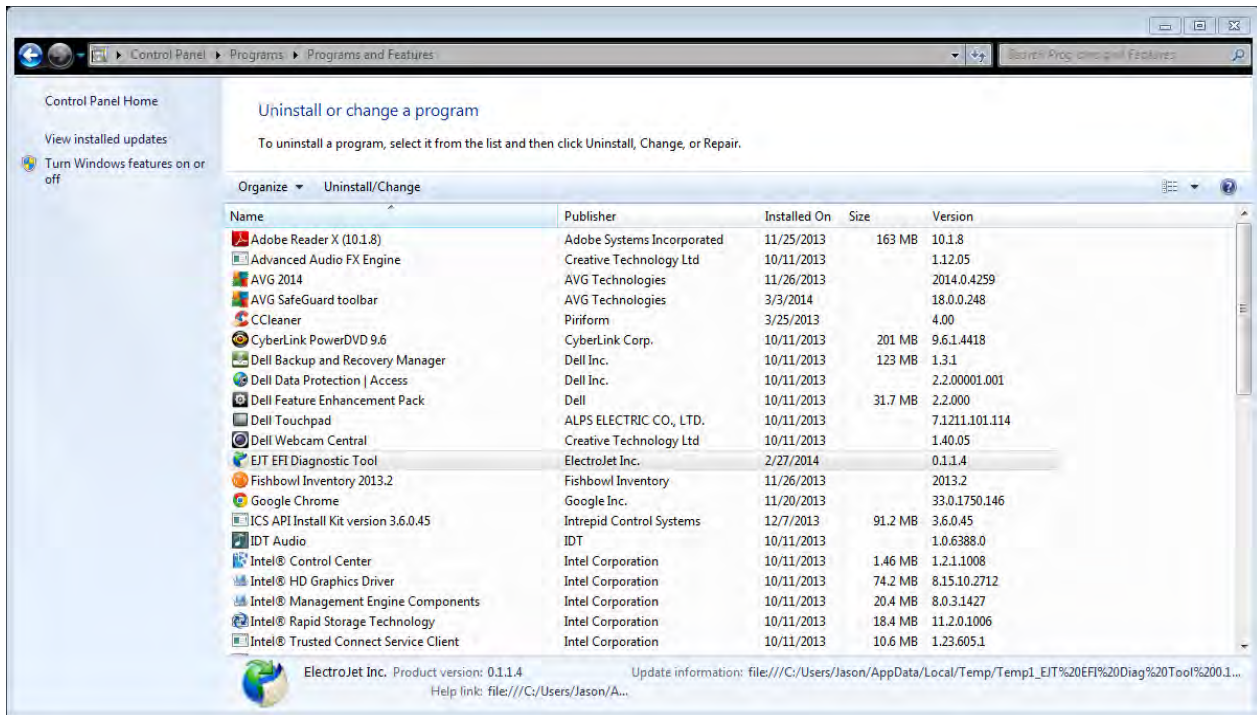 Control Panel ▸ Programs ▸ Programs and Features
Search Programs and Features
Control Panel Home
View installed updates
Turn Windows features on or off
Uninstall or change a program
To uninstall a program, select it from the list and then click Uninstall, Change, or Repair.
Organize Uninstall/Change
Name Publisher Installed On Size Version
Adobe Reader X (10.1.8) Adobe Systems Incorporated 11/25/2013 163 MB 10.1.8
Advanced Audio FX Engine Creative Technology Ltd 10/11/2013 1.12.05
AVG 2014 AVG Technologies 11/26/2013 2014.0.4259
AVG SafeGuard toolbar AVG Technologies 3/3/2014 18.0.0.248
CCleaner Piriform 3/25/2013 4.00
CyberLink PowerDVD 9.6 CyberLink Corp. 10/11/2013 201 MB 9.6.1.4418
Dell Backup and Recovery Manager Dell Inc. 10/11/2013 123 MB 1.3.1
Dell Data Protection | Access Dell Inc. 10/11/2013 2.2.00001.001
Dell Feature Enhancement Pack Dell 10/11/2013 31.7 MB 2.2.000
Dell Touchpad ALPS ELECTRIC CO., LTD. 10/11/2013 7.1211.101.114
Dell Webcam Central Creative Technology Ltd 10/11/2013 1.40.05
EJT EFI Diagnostic Tool ElectroJet Inc. 2/27/2014 0.1.1.4
Fishbowl Inventory 2013.2 Fishbowl Inventory 11/26/2013 2013.2
Google Chrome Google Inc. 11/20/2013 33.0.1750.146
ICS API Install Kit version 3.6.0.45 Intrepid Control Systems 12/7/2013 91.2 MB 3.6.0.45
IDT Audio IDT 10/11/2013 1.0.6388.0
Intel® Control Center Intel Corporation 10/11/2013 1.46 MB 1.2.1.1008
Intel® HD Graphics Driver Intel Corporation 10/11/2013 74.2 MB 8.15.10.2712
Intel® Management Engine Components Intel Corporation 10/11/2013 20.4 MB 8.0.3.1427
Intel® Rapid Storage Technology Intel Corporation 10/11/2013 18.4 MB 11.2.0.1006
Intel® Trusted Connect Service Client Intel Corporation 10/11/2013 10.6 MB 1.23.605.1
ElectroJet Inc. Product version: 0.1.1.4 Update information: file:///C:/Users/Jason/AppData/Local/Temp/Temp1_EJT%20EFI%20Diag%20Tool%200.1...
Help link: file:///C:/Users/Jason/A...